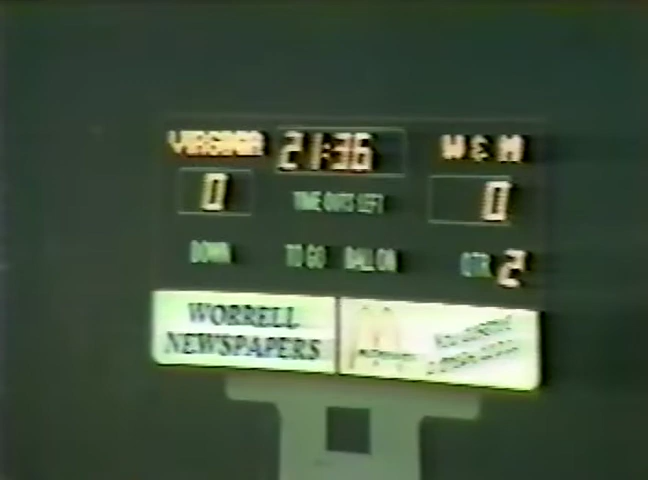 VIRGINIA 21:36 W & M
0 TIME OUTS LEFT 0
DOWN TO GO BALL ON QTR 2
WORRELL
NEWSPAPERS